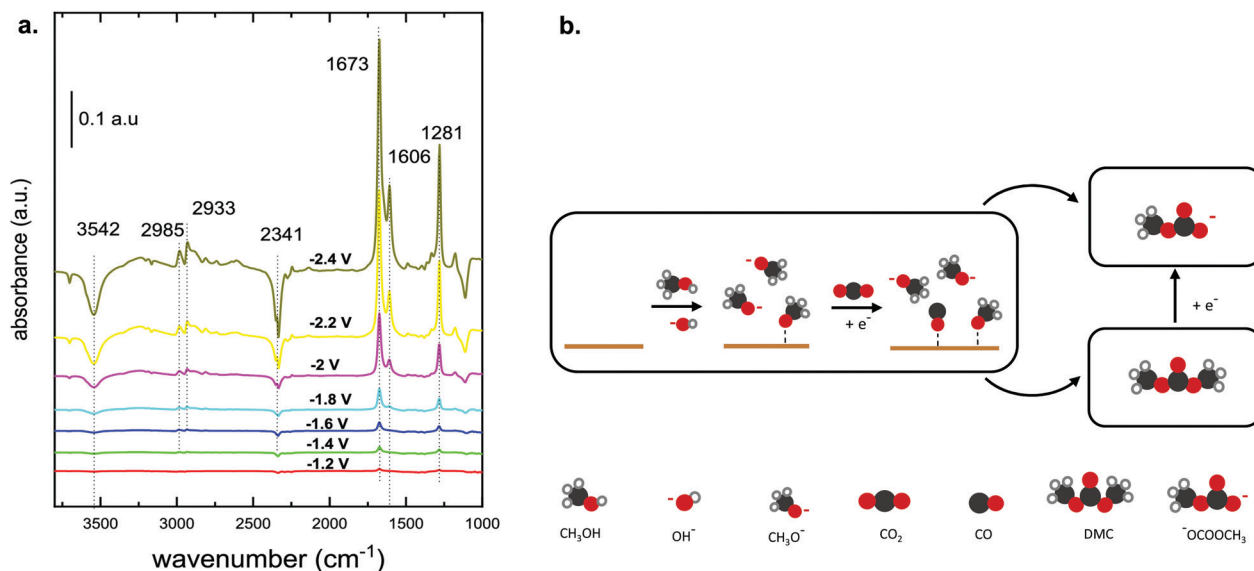 a.
0.1 a.u
1673
1281
1606
2933
3542
2985
2341
-2.4 V
-2.2 V
-2 V
-1.8 V
-1.6 V
-1.4 V
-1.2 V
absorbance (a.u.)
3500 3000 2500 2000 1500 1000
wavenumber (cm⁻¹)
b.
-
-
-
-
-
-
+ e⁻
+ e⁻
-
-
-
CH₃OH
OH⁻
CH₃O⁻
CO₂
CO
DMC
⁻OCOOCH₃